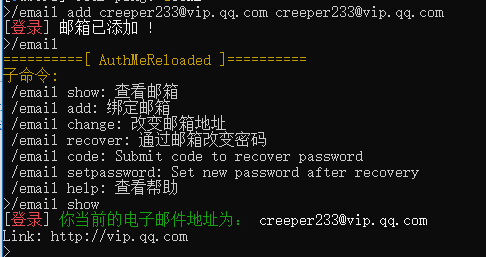 >/email add creeper233@vip.qq.com creeper233@vip.qq.com
[登录] 邮箱已添加 !
>/email
==========[ AuthMeReloaded ]==========
子命令:
/email show: 查看邮箱
/email add: 绑定邮箱
/email change: 改变邮箱地址
/email recover: 通过邮箱改变密码
/email code: Submit code to recover password
/email setpassword: Set new password after recovery
/email help: 查看帮助
>/email show
[登录] 你当前的电子邮件地址为: creeper233@vip.qq.com
Link: http://vip.qq.com
>